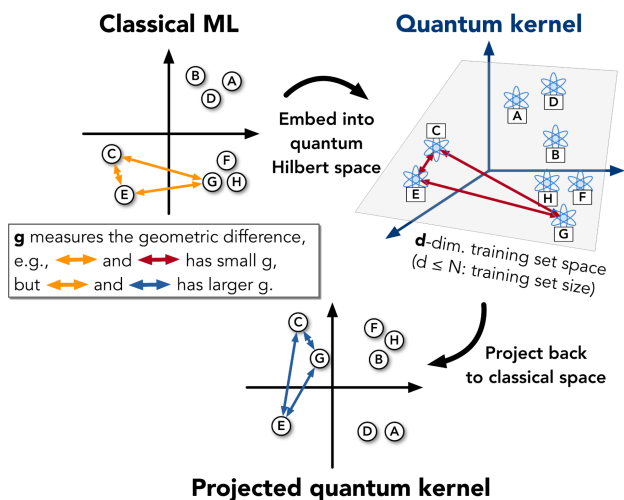 Classical ML
B
A
D
C
E
F
G
H
Embed into
quantum
Hilbert space
Quantum kernel
D
A
C
B
E
H
F
G
d-dim. training set space
(d ≤ N: training set size)
g measures the geometric difference,
e.g., and has small g,
but and has larger g.
C
F
H
G
B
E
D
A
Project back
to classical space
Projected quantum kernel